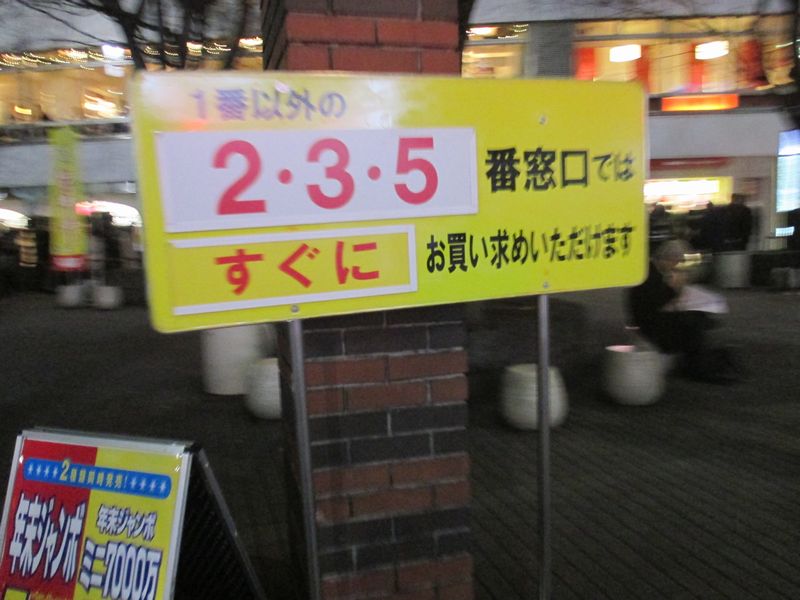 1番以外の
2・3・5番窓口では
すぐにお買い求めいただけます
2種類同時発売!
年末ジャンボ
年末ジャンボ
ミニ7000万